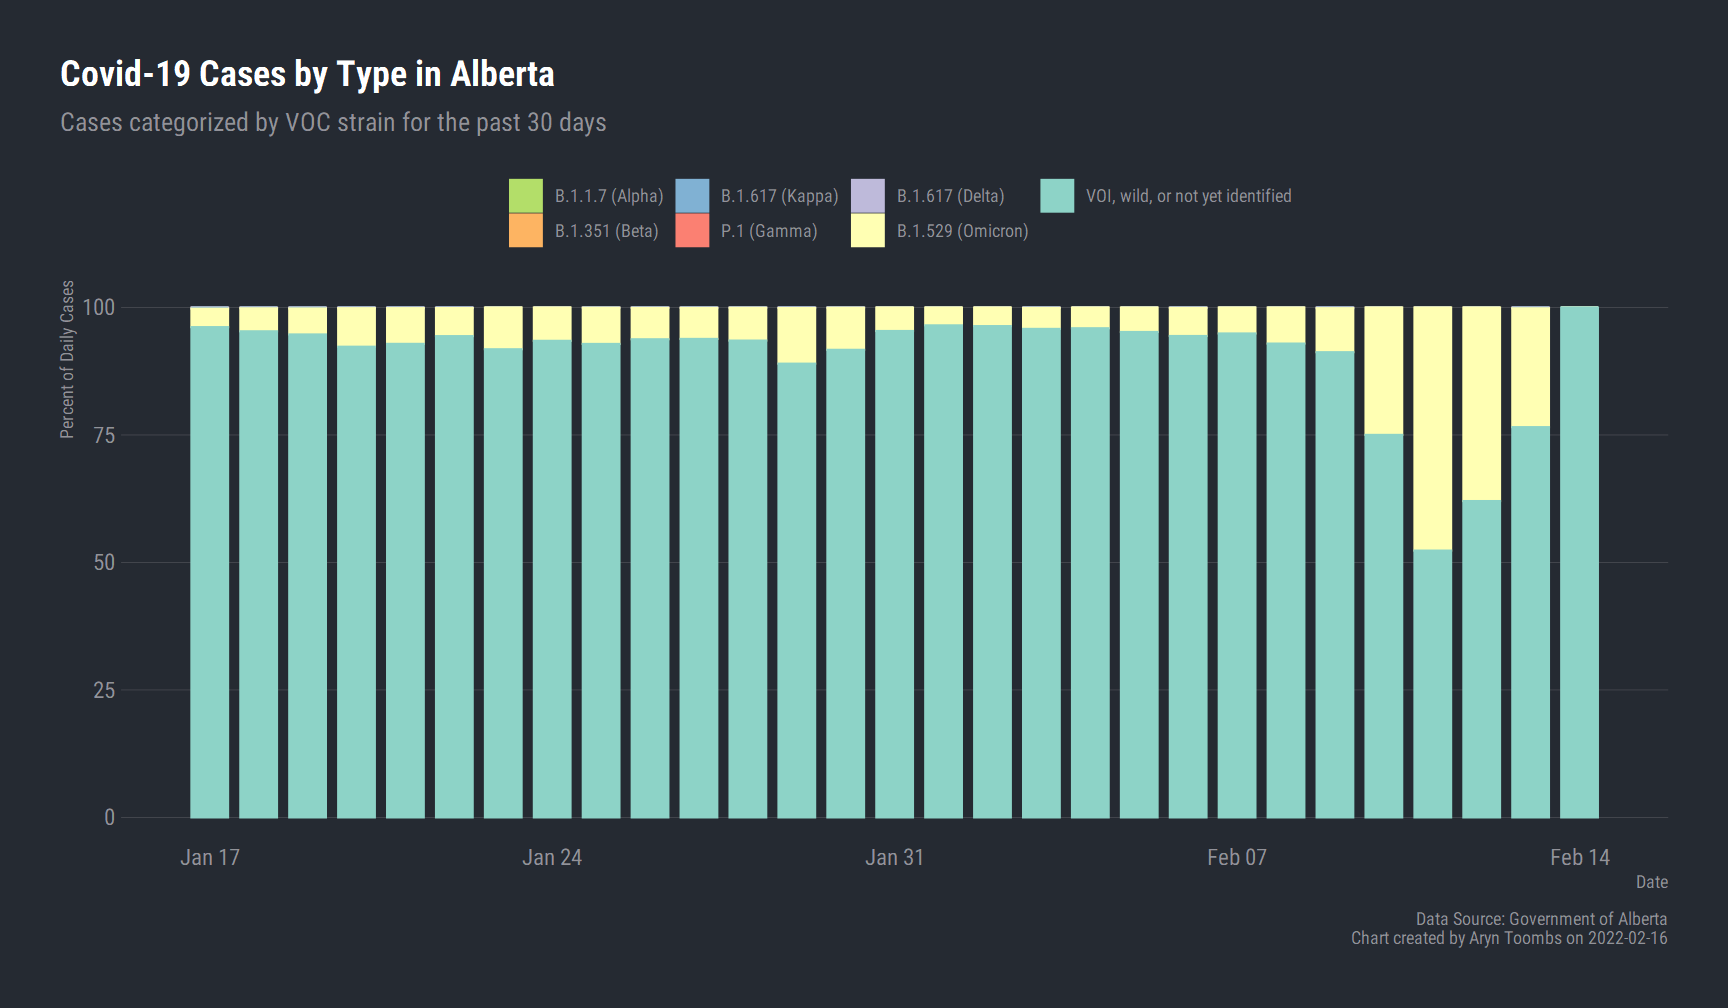 Covid-19 Cases by Type in Alberta
Cases categorized by VOC strain for the past 30 days
B.1.1.7 (Alpha) B.1.617 (Kappa) B.1.617 (Delta) VOI, wild, or not yet identified
B.1.351 (Beta) P.1 (Gamma) B.1.529 (Omicron)
Percent of Daily Cases
100
75
50
25
0
Jan 17 Jan 24 Jan 31 Feb 07 Feb 14
Date
Data Source: Government of Alberta
Chart created by Aryn Toombs on 2022-02-16